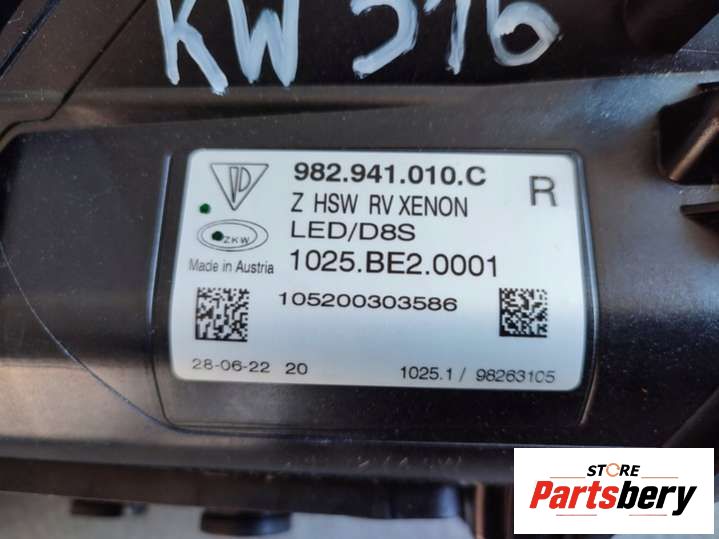 KW 516
982.941.010.C
R
Z HSW RV XENON
LED/D8S
ZKW
Made in Austria
1025.BE2.0001
105200303586
28-06-22 20
1025.1/ 98263105
STORE
Partsbery